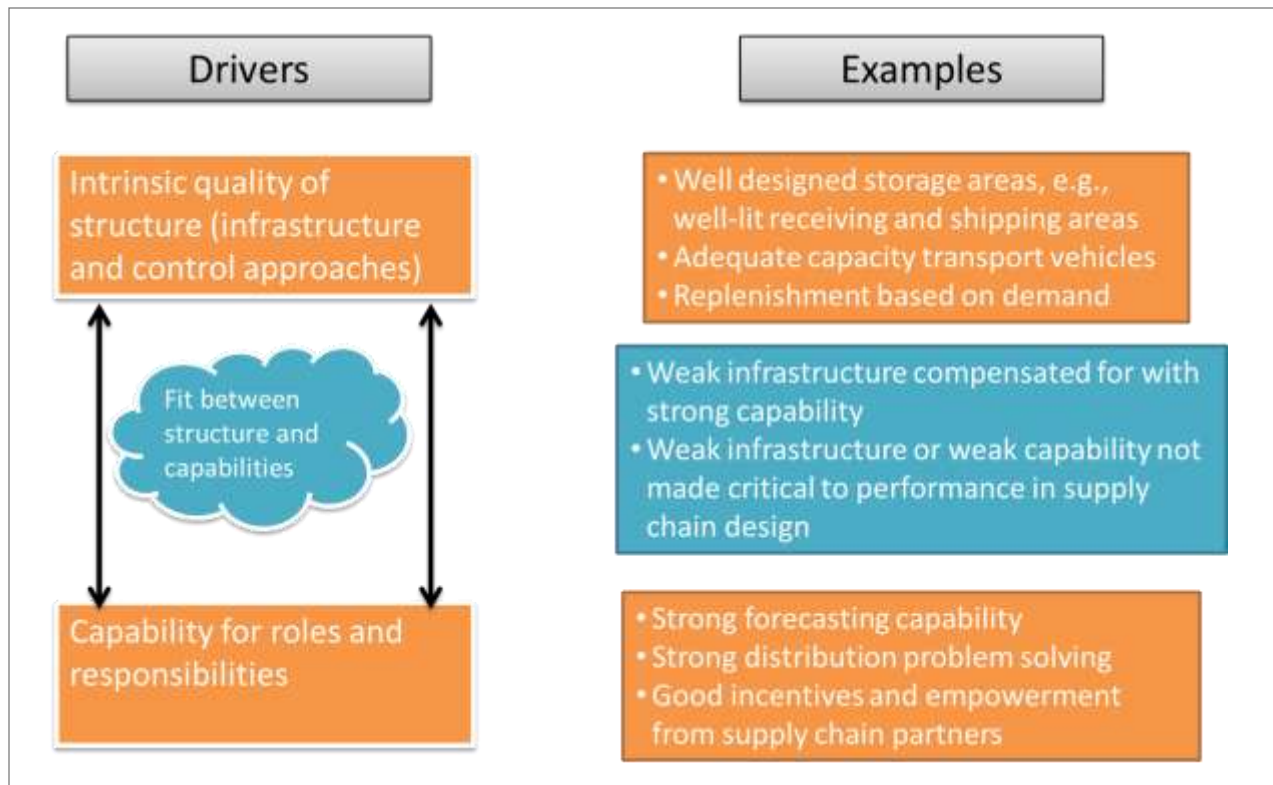 Drivers
Examples
Intrinsic quality of
structure (infrastructure
and control approaches)
• Well designed storage areas, e.g.,
well-lit receiving and shipping areas
• Adequate capacity transport vehicles
• Replenishment based on demand
Fit between
structure and
capabilities
• Weak infrastructure compensated for with
strong capability
• Weak infrastructure or weak capability not
made critical to performance in supply
chain design
Capability for roles and
responsibilities
• Strong forecasting capability
• Strong distribution problem solving
• Good incentives and empowerment
from supply chain partners